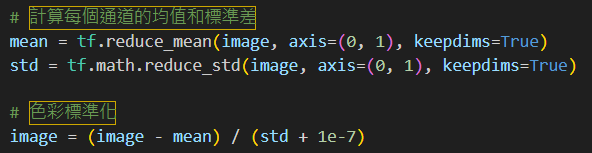 # 計算每個通道的均值和標準差
mean = tf.reduce_mean(image, axis=(0, 1), keepdims=True)
std = tf.math.reduce_std(image, axis=(0, 1), keepdims=True)
# 色彩標準化
image = (image - mean) / (std + 1e-7)